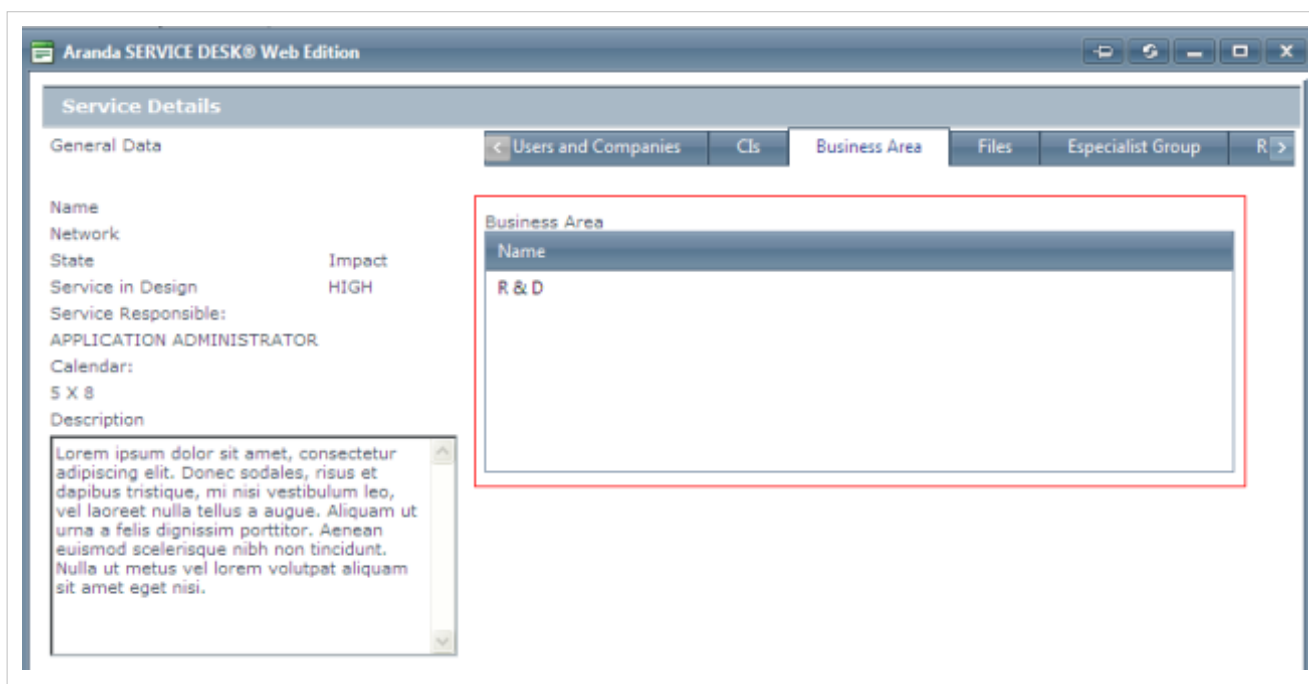 Aranda SERVICE DESK® Web Edition
Service Details
General Data
Users and Companies CIs Business Area Files Especialist Group R
Name
Network
State Impact
Service in Design HIGH
Service Responsible:
APPLICATION ADMINISTRATOR
Calendar:
5 X 8
Description
Lorem ipsum dolor sit amet, consectetur
adipiscing elit. Donec sodales, risus et
dapibus tristique, mi nisi vestibulum leo,
vel laoreet nulla tellus a augue. Aliquam ut
urna a felis dignissim porttitor. Aenean
euismod scelerisque nibh non tincidunt.
Nulla ut metus vel lorem volutpat aliquam
sit amet eget nisi.
Business Area
Name
R & D